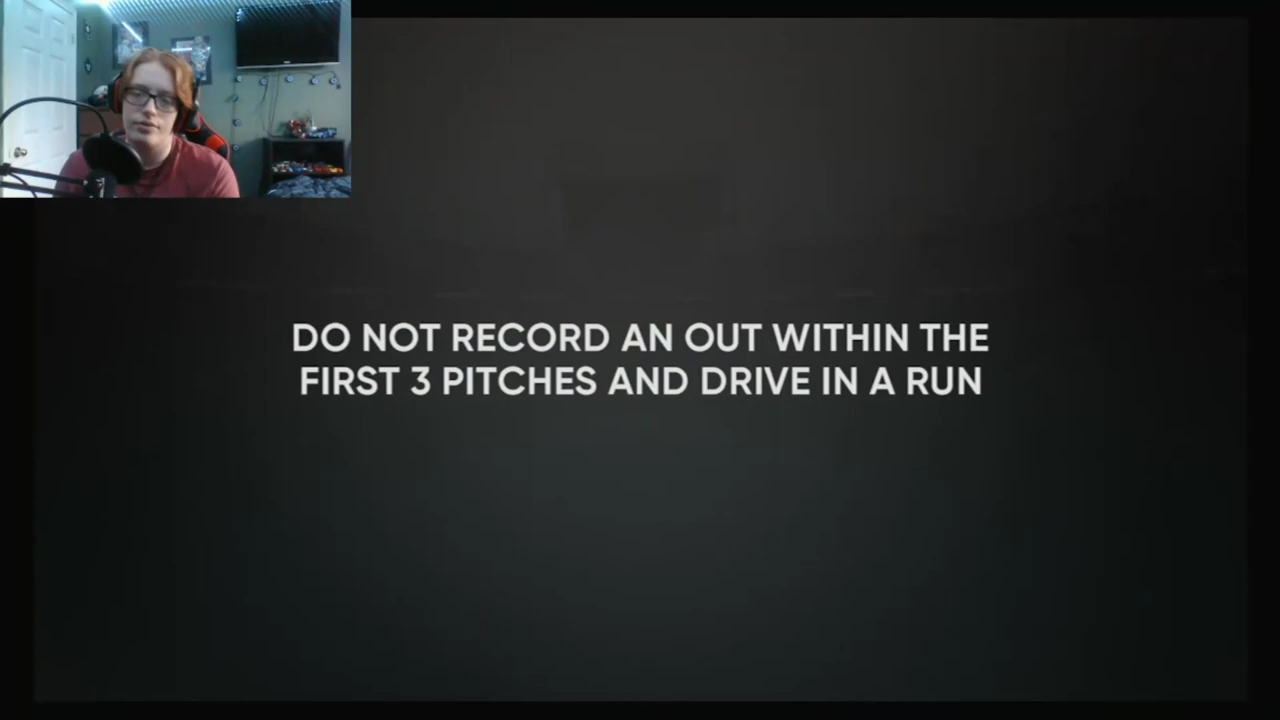 DO NOT RECORD AN OUT WITHIN THE
FIRST 3 PITCHES AND DRIVE IN A RUN